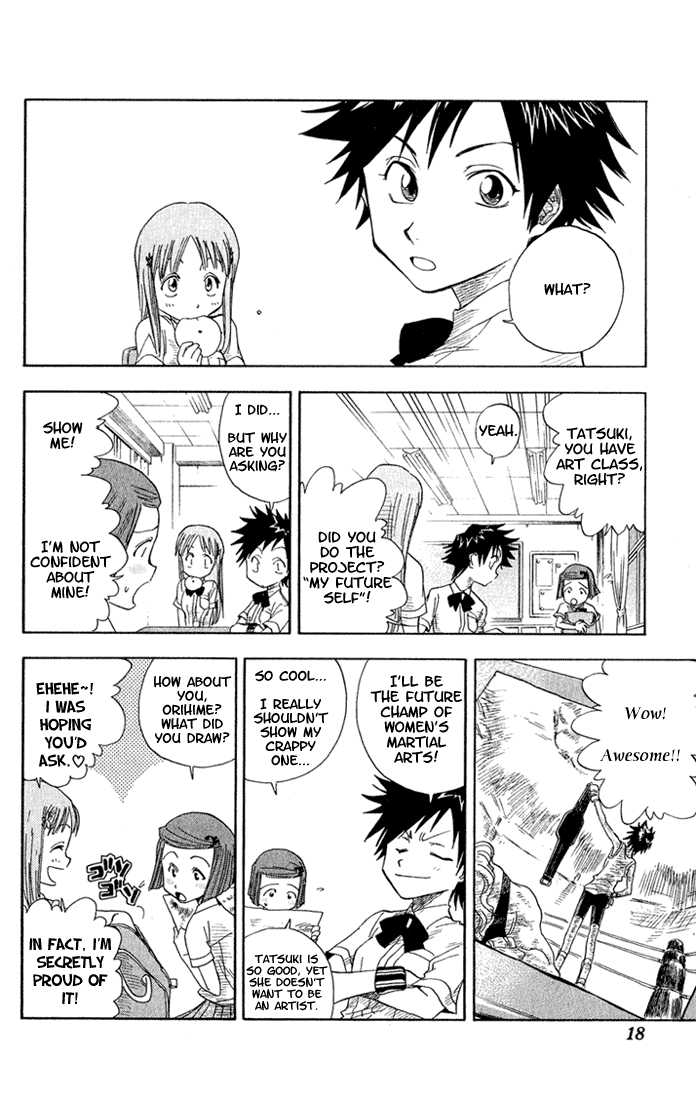 WHAT?
TATSUKI,
YOU HAVE
ART CLASS,
RIGHT?
YEAH.
DID YOU
DO THE
PROJECT?
"MY FUTURE
SELF"!
I DID...
BUT WHY
ARE YOU
ASKING?
SHOW
ME!
I'M NOT
CONFIDENT
ABOUT
MINE!
Wow!
Awesome!!
I'LL BE
THE FUTURE
CHAMP OF
WOMEN'S
MARTIAL
ARTS!
SO COOL...
I REALLY
SHOULDN'T
SHOW MY
CRAPPY
ONE...
TATSUKI IS
SO GOOD, YET
SHE DOESN'T
WANT TO BE
AN ARTIST.
HOW ABOUT
YOU,
ORIHIME?
WHAT DID
YOU DRAW?
EHEHE~!
I WAS
HOPING
YOU'D
ASK.♡
ゴソ
ゴソ
IN FACT, I'M
SECRETLY
PROUD OF
IT!
18